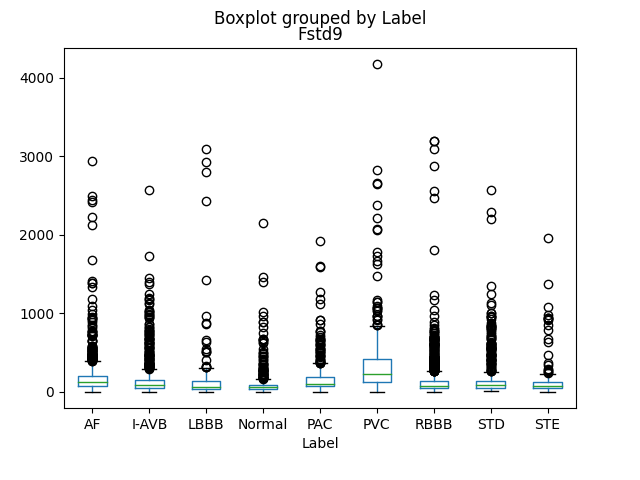 Boxplot grouped by Label
Fstd9
4000
3000
2000
1000
0
AF I-AVB LBBB Normal PAC PVC RBBB STD STE
Label